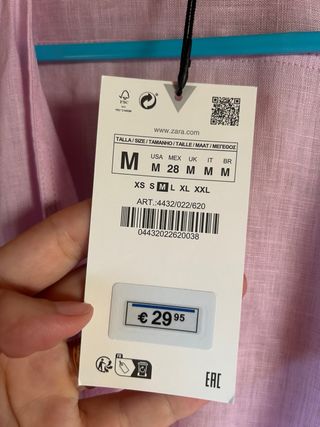 FSC
www.zara.com
TALLA / SIZE / TAMANHO / TAILLE / MAAT / ΜΕΓΕΘΟΣ
M
USA MEX UK IT BR
M 28 M M M
XS S M L XL XXL
ART.:4432/022/620
04432022620038
€ 29 95
FR
EAC